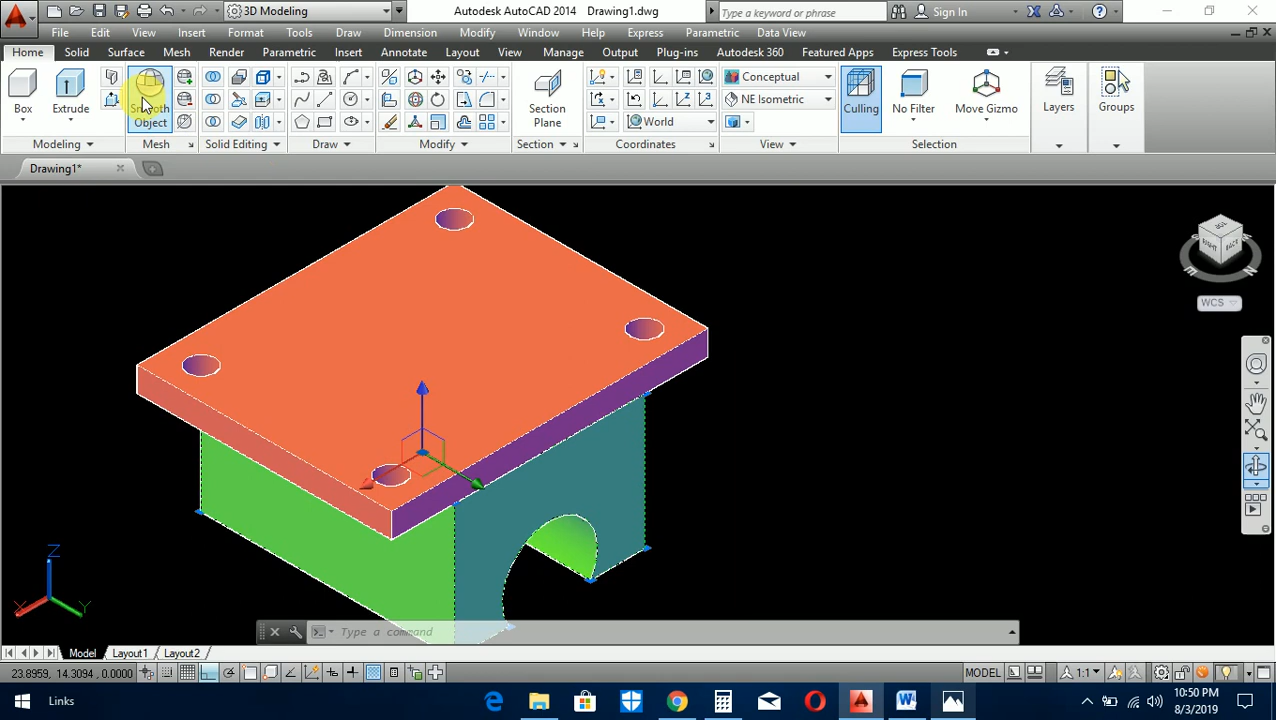 3D Modeling
Autodesk AutoCAD 2014 Drawing1.dwg
Type a keyword or phrase
Sign In
File Edit View Insert Format Tools Draw Dimension Modify Window Help Express Parametric Data View
Home Solid Surface Mesh Render Parametric Insert Annotate Layout View Manage Output Plug-ins Autodesk 360 Featured Apps Express Tools
Box
Extrude
Smooth
Object
Section
Plane
Conceptual
NE Isometric
World
Culling
No Filter
Move Gizmo
Layers
Groups
Modeling
Mesh
Solid Editing
Draw
Modify
Section
Coordinates
View
Selection
Drawing1*
TOP
RIGHT
BACK
WCS
Z
X
Y
Type a command
Model Layout1 Layout2
23.8959, 14.3094, 0.0000
MODEL
1:1
Links
10:50 PM
8/3/2019